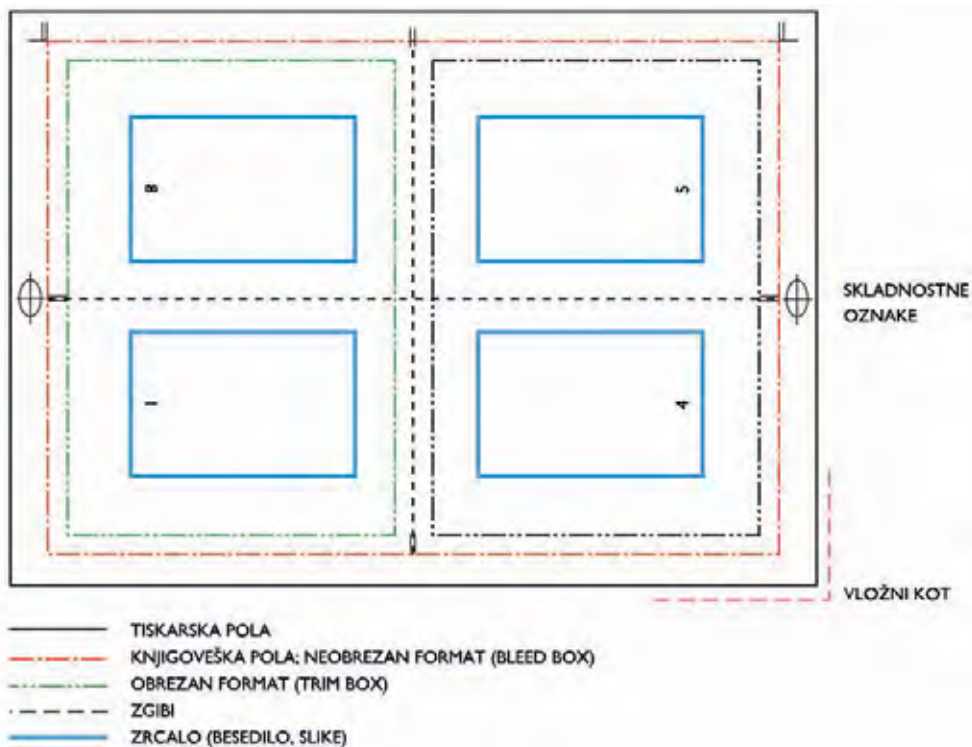 8
5
SKLADNOSTNE
OZNAKE
1
4
VLOŽNI KOT
TISKARSKA POLA
KNJIGOVEŠKA POLA; NEOBREZAN FORMAT (BLEED BOX)
OBREZAN FORMAT (TRIM BOX)
ZGIBI
ZRCALO (BESEDILO, SLIKE)